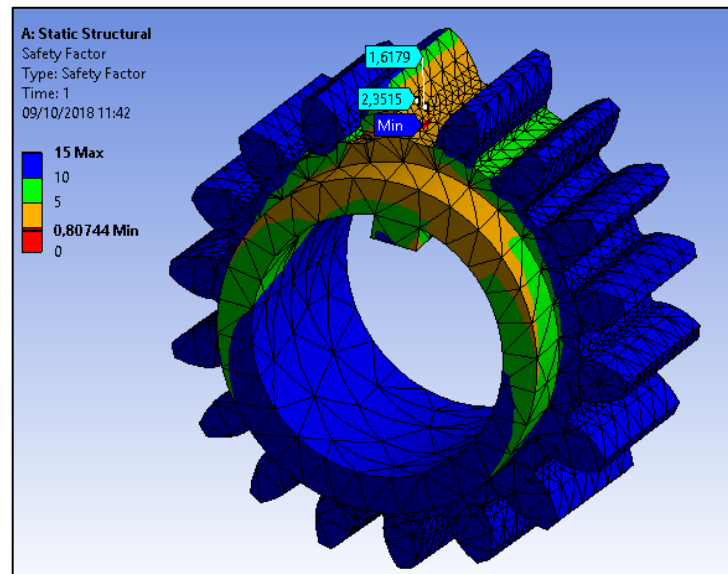 A: Static Structural
Safety Factor
Type: Safety Factor
Time: 1
09/10/2018 11:42
15 Max
10
5
0,80744 Min
0
1,6179
2,3515
Min